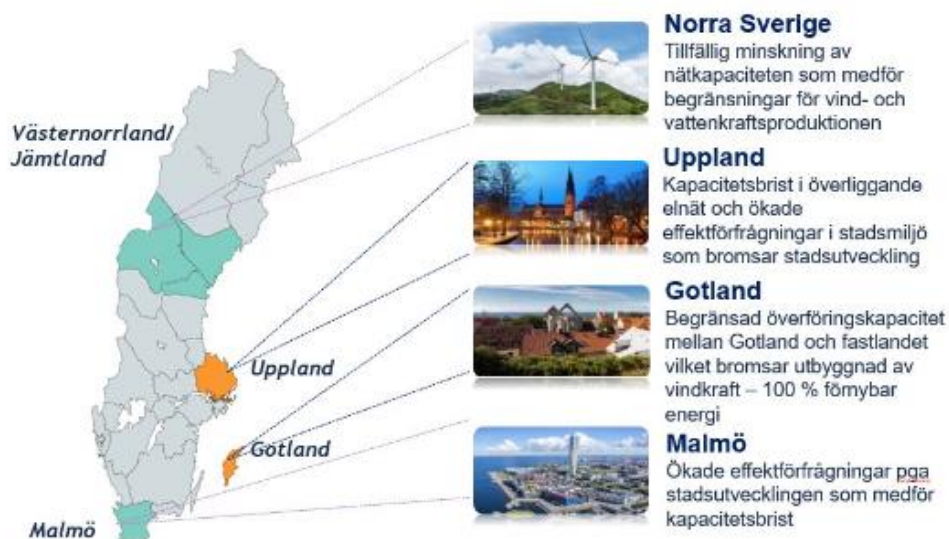 Västernorrland/
Jämtland
Uppland
Gotland
Malmö
Norra Sverige
Tillfällig minskning av
nätkapaciteten som medför
begränsningar för vind- och
vattenkraftsproduktionen
Uppland
Kapacitetsbrist i överliggande
elnät och ökade
effektförfrågningar i stadsmiljö
som bromsar stadsutveckling
Gotland
Begränsad överföringskapacitet
mellan Gotland och fastlandet
vilket bromsar utbyggnad av
vindkraft – 100 % förnybar
energi
Malmö
Ökade effektförfrågningar pga
stadsutvecklingen som medför
kapacitetsbrist